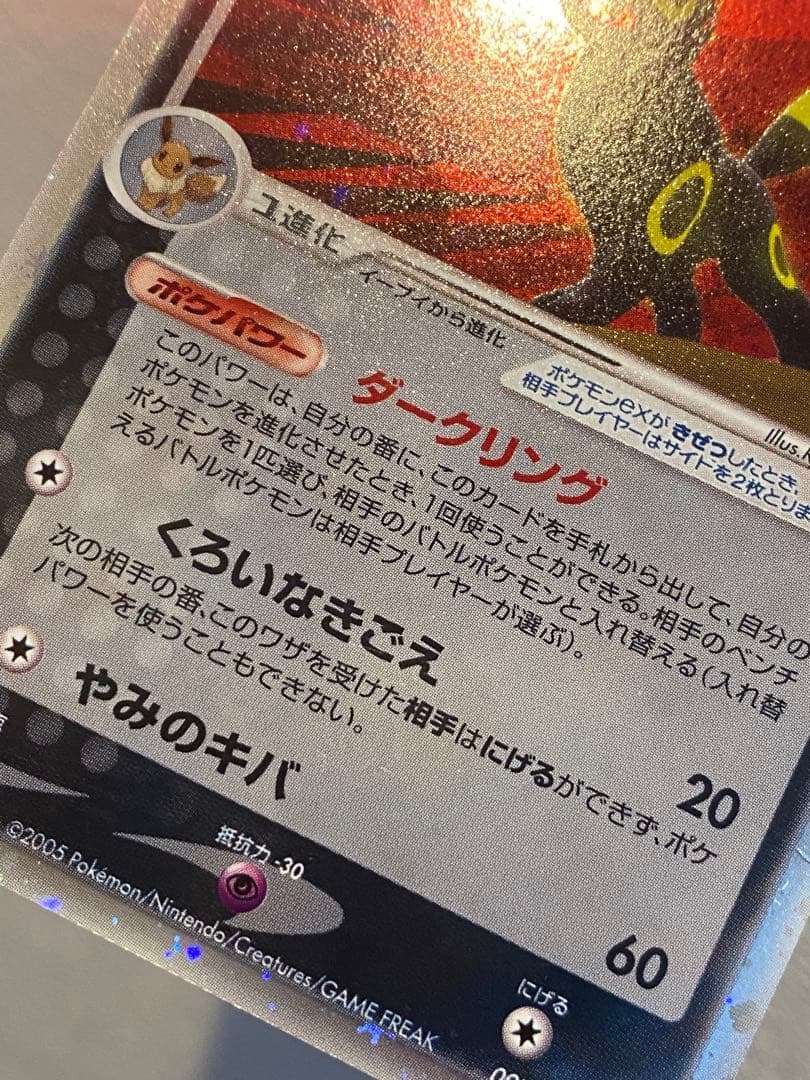 1進化
イーブイから進化
ポケモンexがきぜつしたとき、
相手プレイヤーはサイドを2枚とりま
Illus.
ポケパワー
ダークリング
このパワーは、自分の番に、このカードを手札から出して、自分の
ポケモンを進化させたとき、1回使うことができる。相手のベンチ
ポケモンを1匹選び、相手のバトルポケモンと入れ替える(入れ替
えるバトルポケモンは相手プレイヤーが選ぶ)。
くろいなきごえ 20
次の相手の番、このワザを受けた相手はにげるができず、ポケ
パワーを使うこともできない。
やみのキバ 60
抵抗力 -30
にげる
©2005 Pokémon/Nintendo/Creatures/GAME FREAK